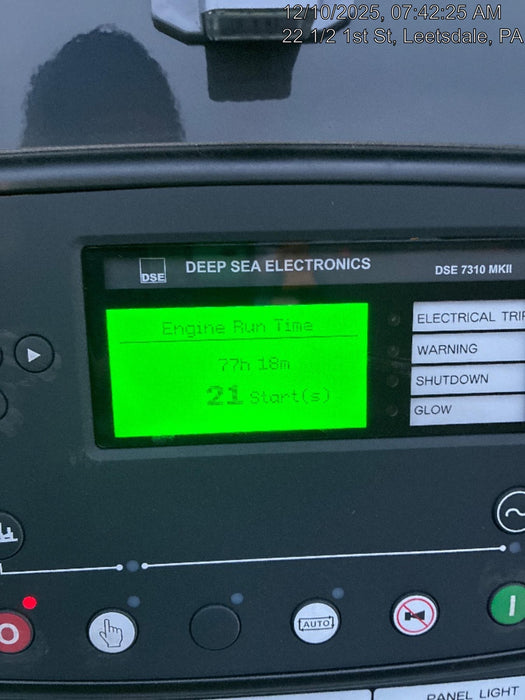 12/10/2025, 07:42:25 AM
22 1/2 1st St, Leetsdale, PA
DSE
DEEP SEA ELECTRONICS
DSE 7310 MKII
Engine Run Time
77h 18m
21 Start(s)
ELECTRICAL TRIP
WARNING
SHUTDOWN
GLOW
AUTO
PANEL LIGHT